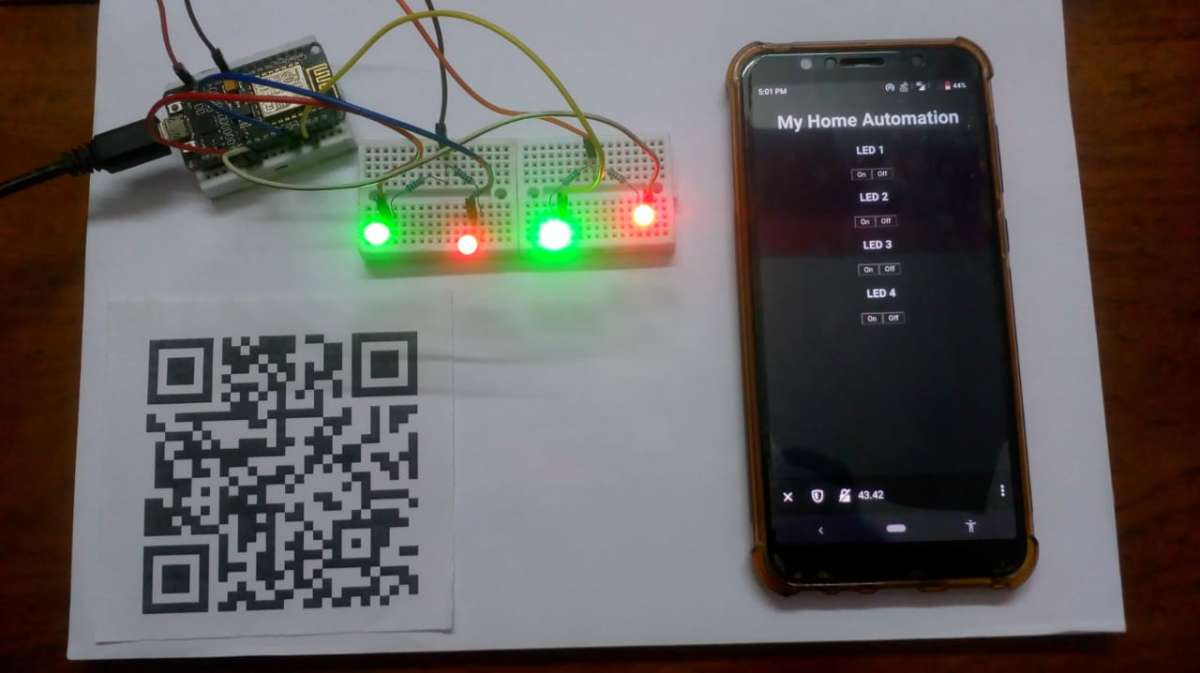 5:01 PM 44%
My Home Automation
LED 1
On Off
LED 2
On Off
LED 3
On Off
LED 4
On Off
43.42